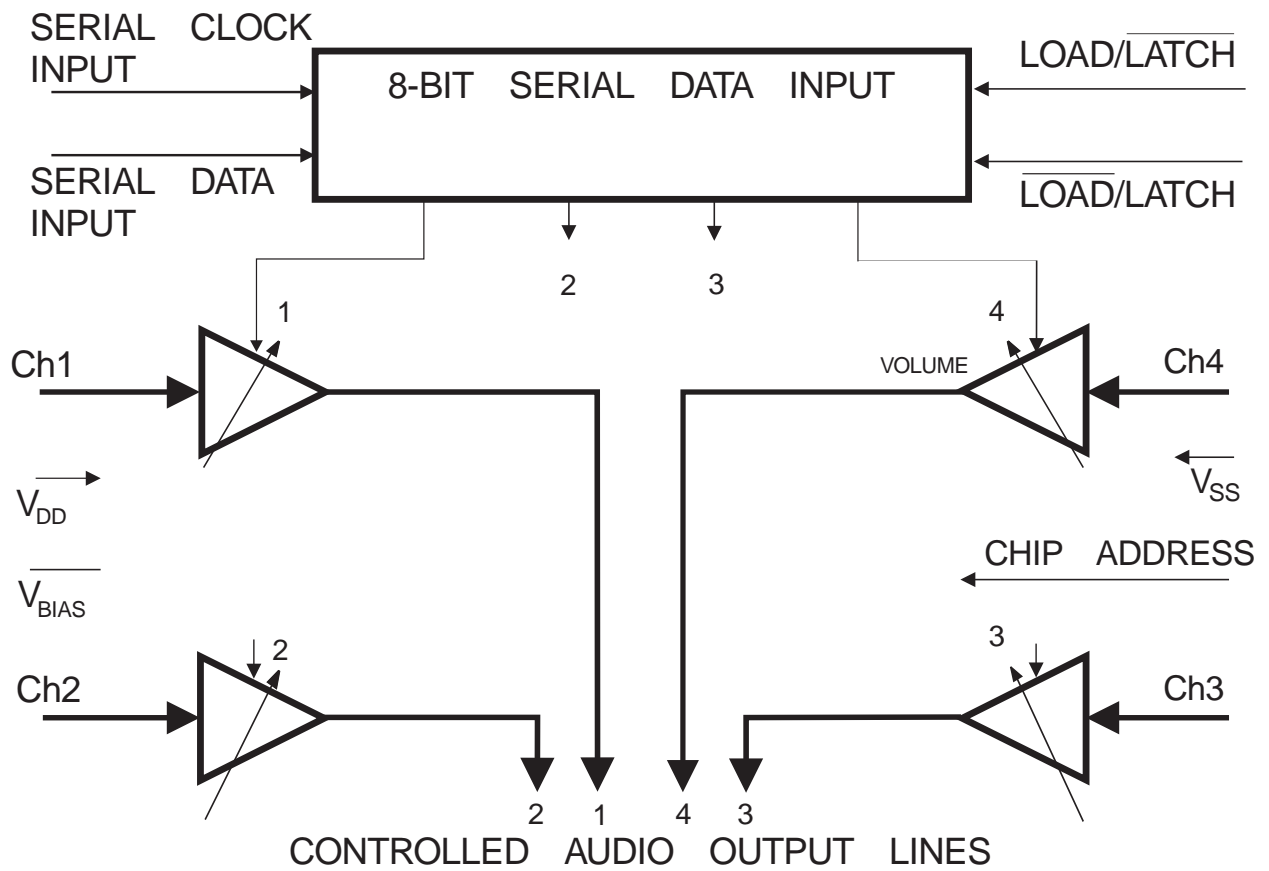 SERIAL CLOCK
INPUT
LOAD/LATCH
8-BIT SERIAL DATA INPUT
SERIAL DATA
INPUT
LOAD/LATCH
2
3
1
4
Ch1
VOLUME
Ch4
VDD
VSS
CHIP ADDRESS
VBIAS
2
3
Ch2
Ch3
2 1 4 3
CONTROLLED AUDIO OUTPUT LINES